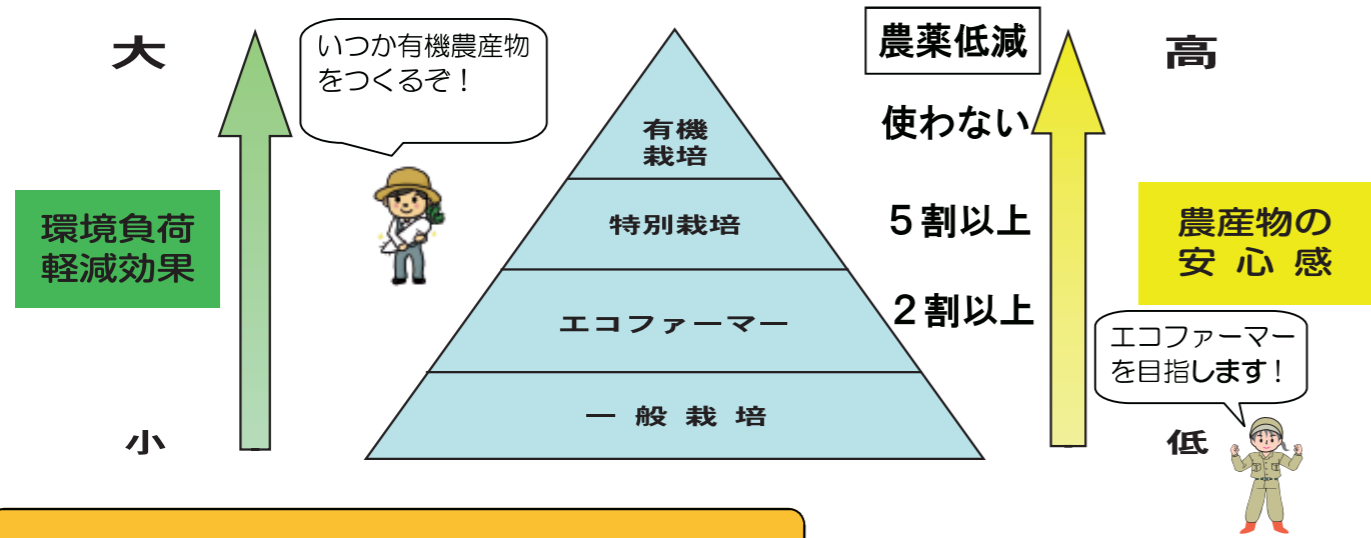 大
いつか有機農産物
をつくるぞ！
農薬低減
高
使わない
有機
栽培
環境負荷
軽減効果
特別栽培
５割以上
農産物の
安心感
エコファーマー
２割以上
エコファーマー
を目指します！
一般栽培
小
低